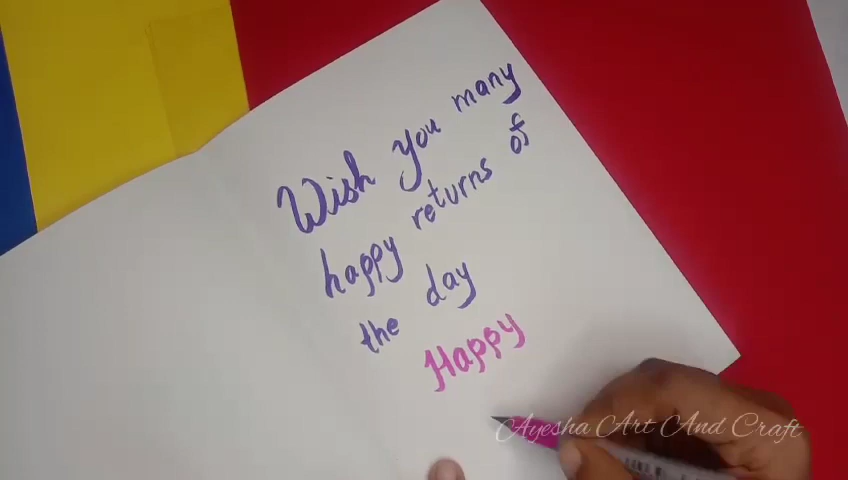 Wish you many
happy returns of
the day
Happy
Ayesha Art And Craft